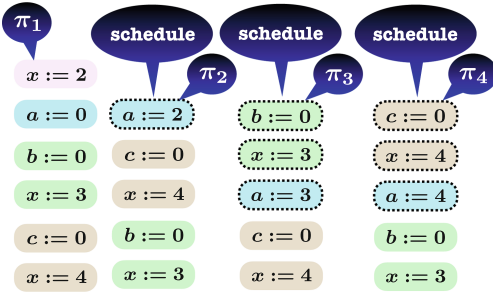 π₁
x := 2
a := 0
b := 0
x := 3
c := 0
x := 4
schedule
π₂
a := 2
c := 0
x := 4
b := 0
x := 3
schedule
π₃
b := 0
x := 3
a := 3
c := 0
x := 4
schedule
π₄
c := 0
x := 4
a := 4
b := 0
x := 3